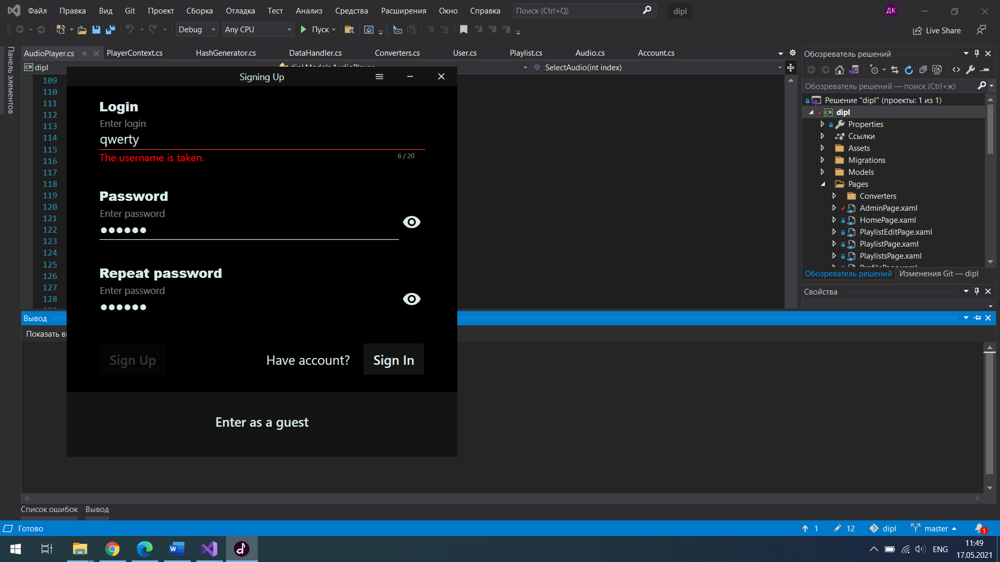 Файл Правка Вид Git Проект Сборка Отладка Тест Анализ Средства Расширения Окно Справка Поиск (Ctrl+Q) dipl ДК
Debug Any CPU Пуск Live Share
Панель элементов
AudioPlayer.cs PlayerContext.cs HashGenerator.cs DataHandler.cs Converters.cs User.cs Playlist.cs Audio.cs Account.cs
dipl SelectAudio(int index)
109
110
111
112
113
114
115
116
117
118
119
120
121
122
123
124
125
126
127
128
Signing Up
Login
Enter login
qwerty
The username is taken. 6 / 20
Password
Enter password
●●●●●●
Repeat password
Enter password
●●●●●●
Sign Up Have account? Sign In
Enter as a guest
Обозреватель решений
Обозреватель решений — поиск (Ctrl+ж)
Решение "dipl" (проекты: 1 из 1)
C# dipl
Properties
Ссылки
Assets
Migrations
Models
Pages
Converters
AdminPage.xaml
HomePage.xaml
PlaylistEditPage.xaml
PlaylistPage.xaml
PlaylistsPage.xaml
Обозреватель решений Изменения Git — dipl
Свойства
Вывод
Показать
Список ошибок Вывод
Готово 1 12 dipl master 1
ENG 11:49
17.05.2021